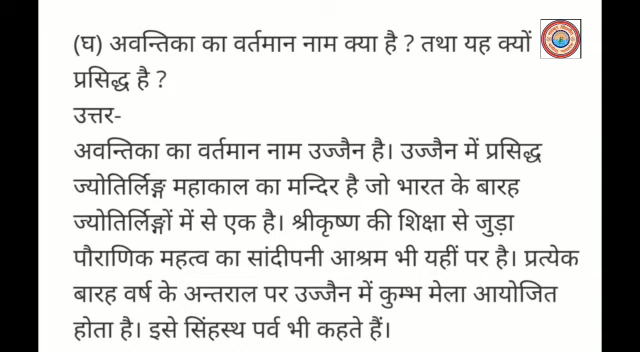 (घ) अवन्तिका का वर्तमान नाम क्या है ? तथा यह क्यों
प्रसिद्ध है ?
उत्तर-
अवन्तिका का वर्तमान नाम उज्जैन है। उज्जैन में प्रसिद्ध
ज्योतिर्लिङ्ग महाकाल का मन्दिर है जो भारत के बारह
ज्योतिर्लिङ्गों में से एक है। श्रीकृष्ण की शिक्षा से जुड़ा
पौराणिक महत्व का सांदीपनी आश्रम भी यहीं पर है। प्रत्येक
बारह वर्ष के अन्तराल पर उज्जैन में कुम्भ मेला आयोजित
होता है। इसे सिंहस्थ पर्व भी कहते हैं।